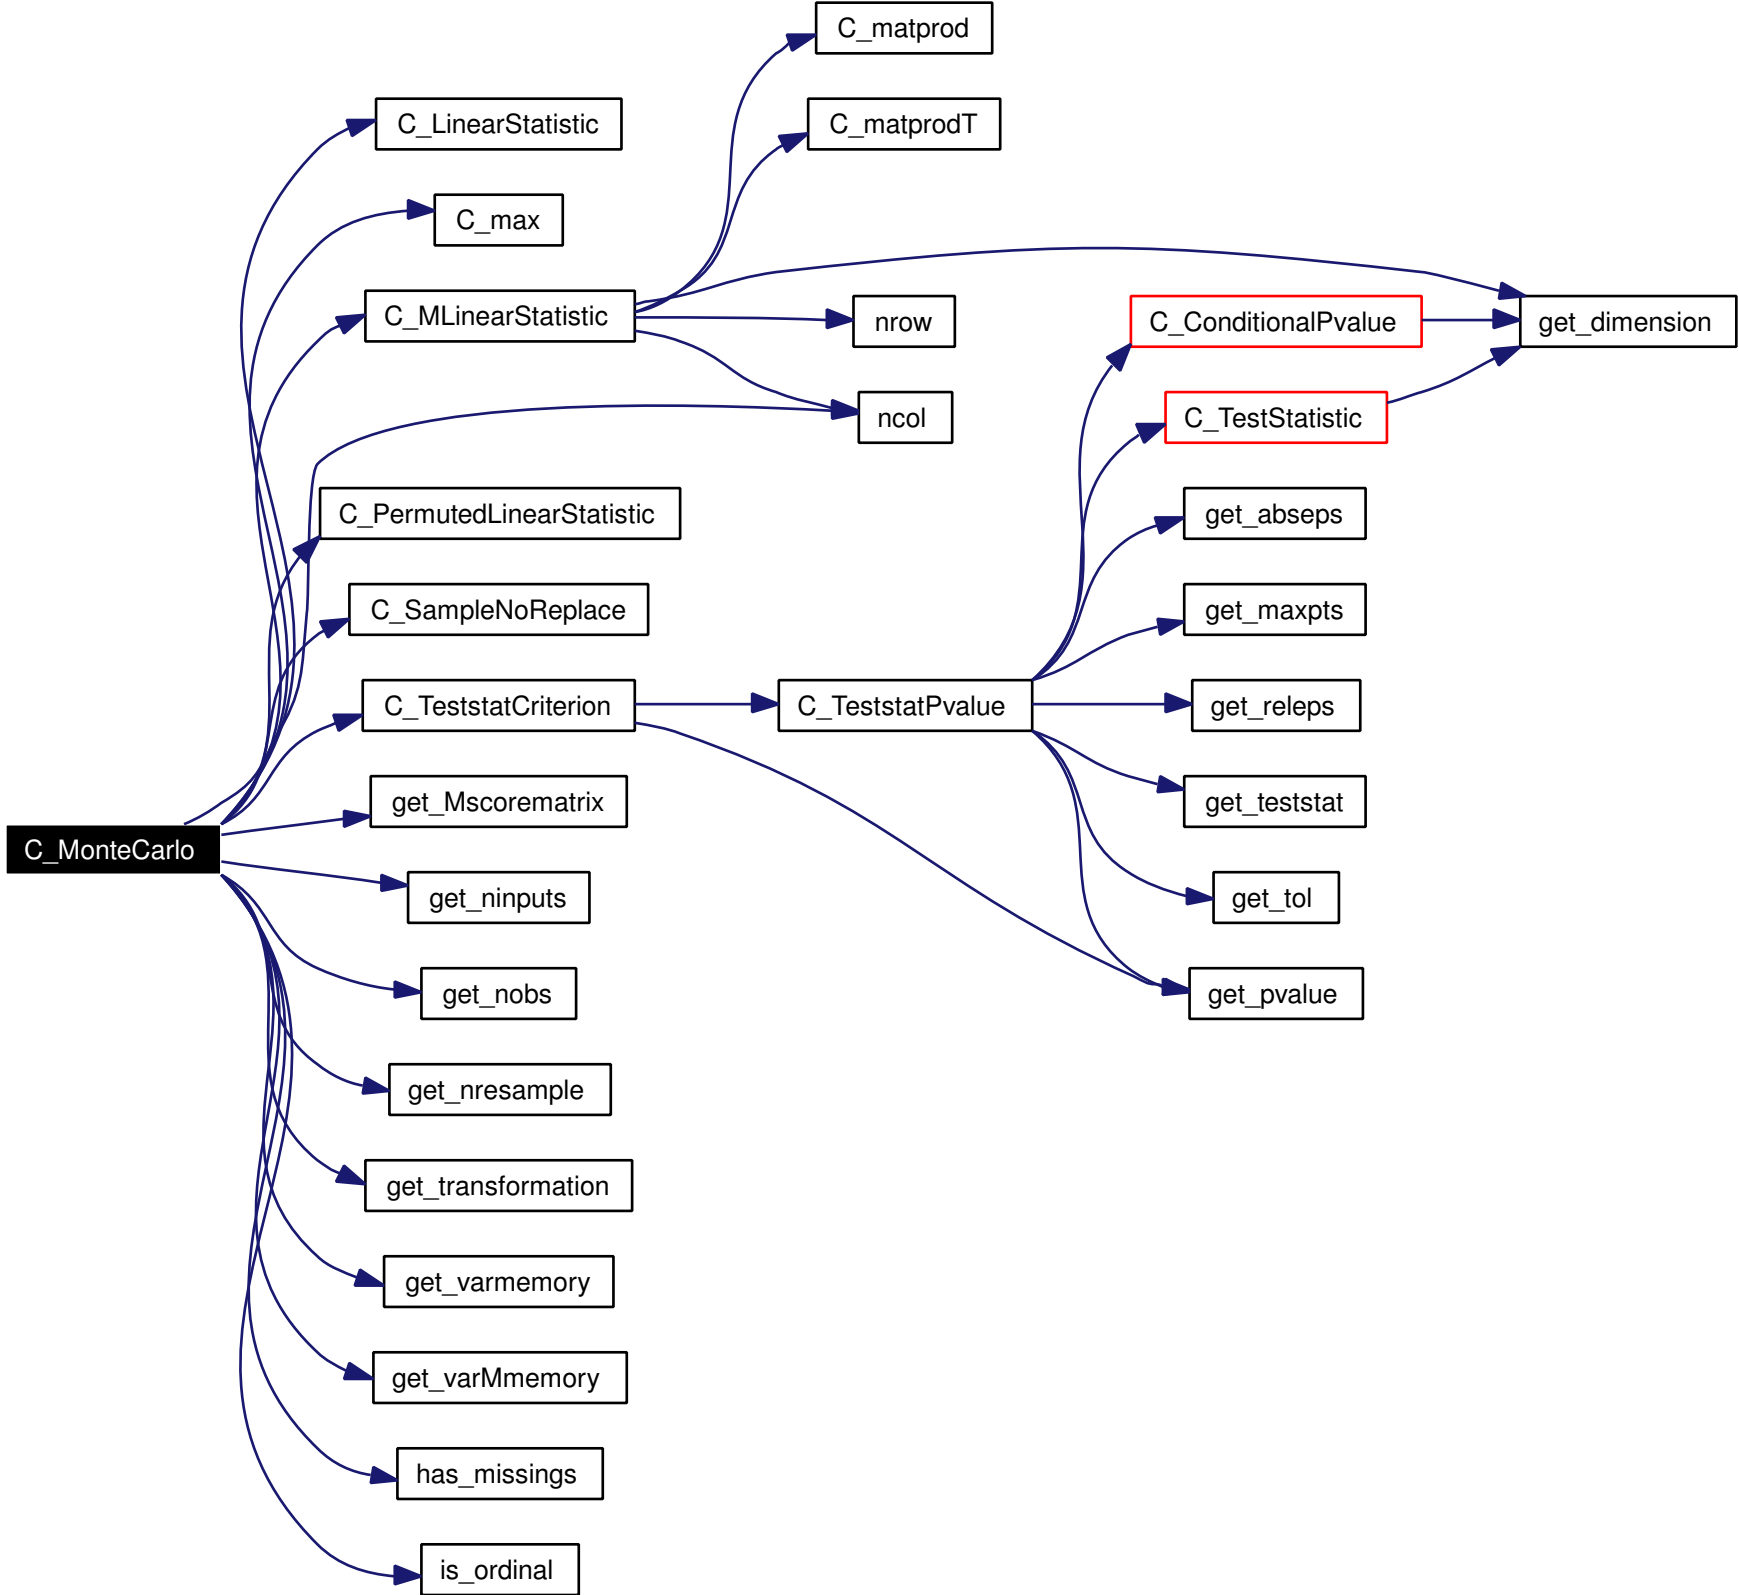 C_matprod
C_LinearStatistic
C_matprodT
C_max
C_MLinearStatistic
nrow
C_ConditionalPvalue
get_dimension
ncol
C_TestStatistic
C_PermutedLinearStatistic
get_abseps
C_SampleNoReplace
get_maxpts
C_TeststatCriterion
C_TeststatPvalue
get_releps
get_Mscorematrix
get_teststat
C_MonteCarlo
get_ninputs
get_tol
get_nobs
get_pvalue
get_nresample
get_transformation
get_varmemory
get_varMmemory
has_missings
is_ordinal